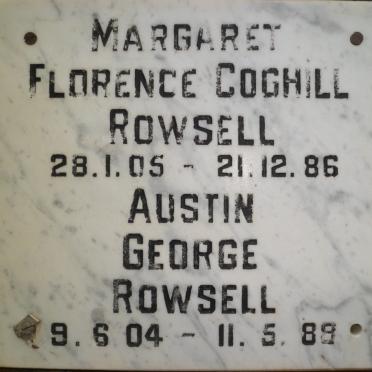 MARGARET
FLORENCE COGHILL
ROWSELL
28.1.05 - 21.12.86
AUSTIN
GEORGE
ROWSELL
9.6 04 - 11.5.89